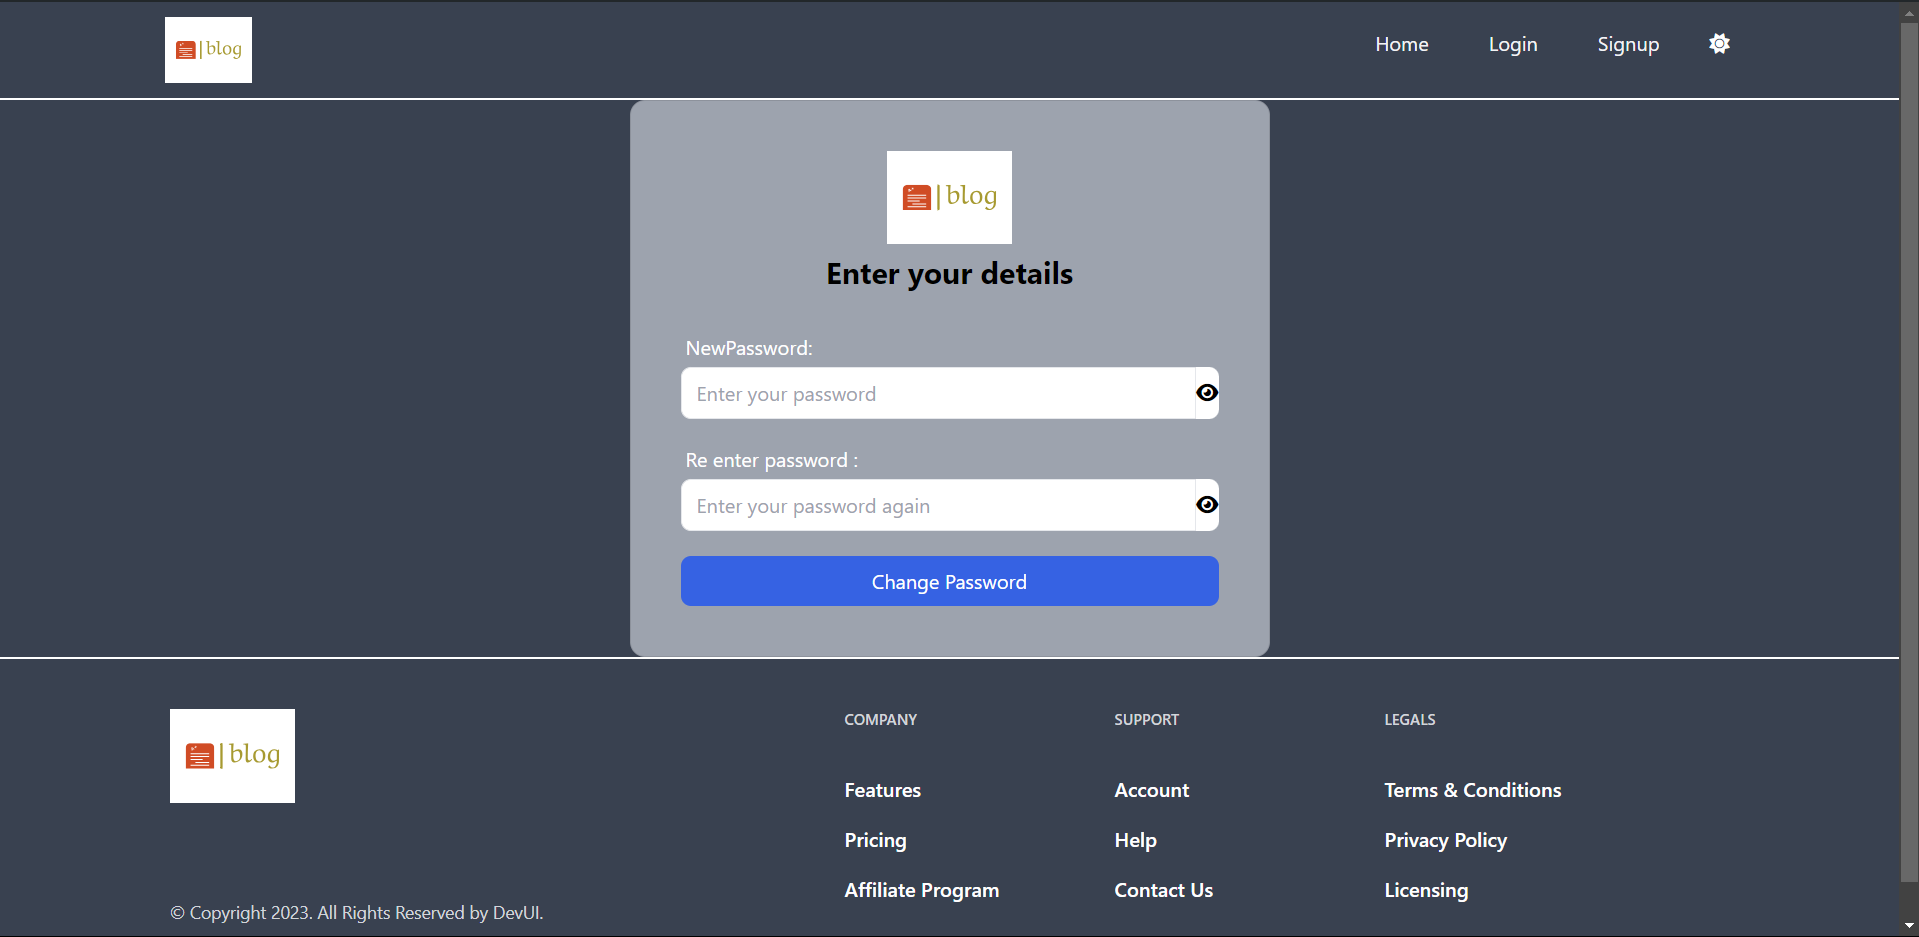 |blog
Home
Login
Signup
|blog
Enter your details
NewPassword:
Enter your password
Re enter password :
Enter your password again
Change Password
|blog
© Copyright 2023. All Rights Reserved by DevUI.
COMPANY
Features
Pricing
Affiliate Program
SUPPORT
Account
Help
Contact Us
LEGALS
Terms & Conditions
Privacy Policy
Licensing